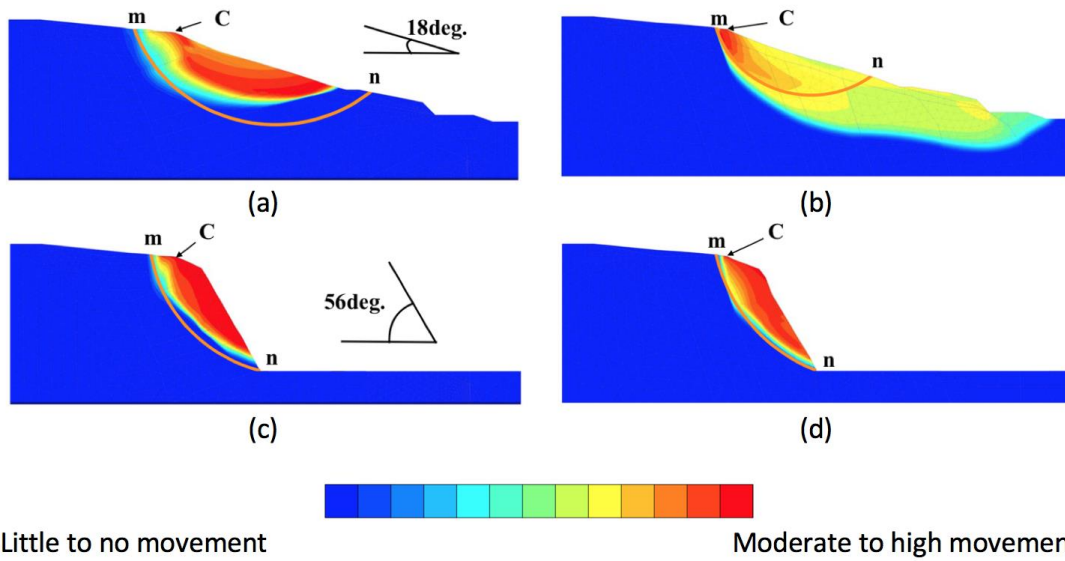 m
C
18deg.
n
(a)
m
C
n
(b)
m
C
56deg.
n
(c)
m
C
n
(d)
Little to no movement
Moderate to high movemen